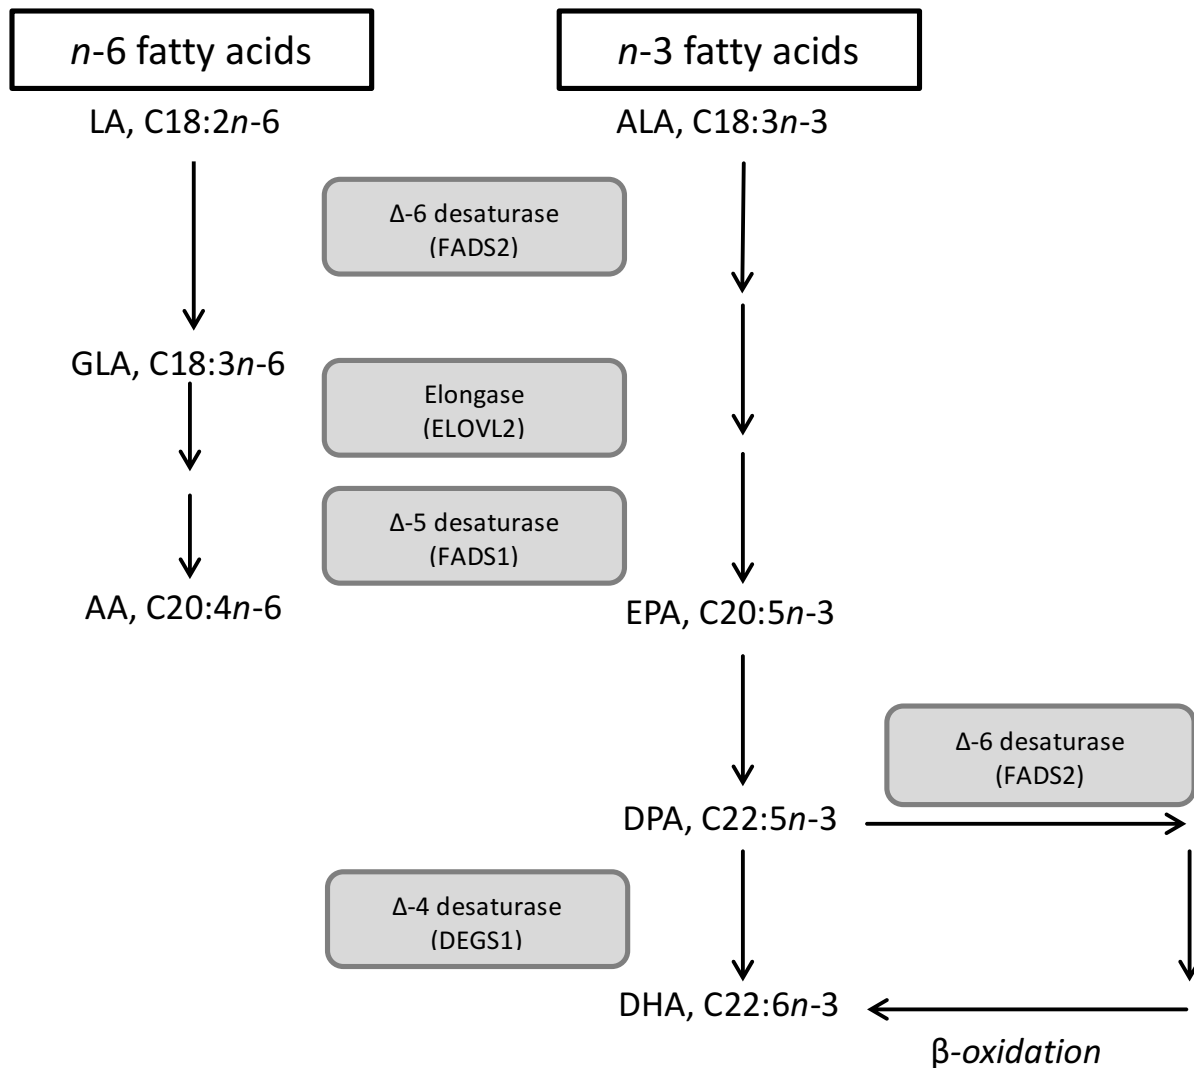 n-6 fatty acids
n-3 fatty acids
LA, C18:2n-6
ALA, C18:3n-3
Δ-6 desaturase
(FADS2)
GLA, C18:3n-6
Elongase
(ELOVL2)
Δ-5 desaturase
(FADS1)
AA, C20:4n-6
EPA, C20:5n-3
Δ-6 desaturase
(FADS2)
DPA, C22:5n-3
Δ-4 desaturase
(DEGS1)
DHA, C22:6n-3
β-oxidation